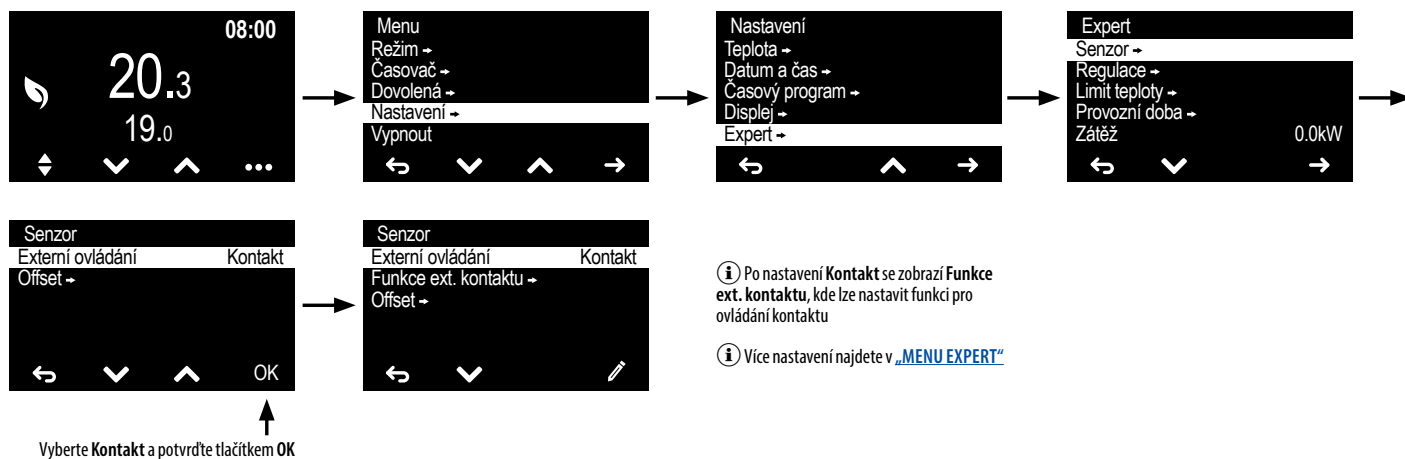 08:00
20.3
19.0
Menu
Režim
Časovač
Dovolená
Nastavení
Vypnout
Nastavení
Teplota
Datum a čas
Časový program
Displej
Expert
Expert
Senzor
Regulace
Limit teploty
Provozní doba
Zátěž 0.0kW
Senzor
Externí ovládání Kontakt
Offset
OK
Vyberte Kontakt a potvrďte tlačítkem OK
Senzor
Externí ovládání Kontakt
Funkce ext. kontaktu
Offset
i Po nastavení Kontakt se zobrazí Funkce
ext. kontaktu, kde lze nastavit funkci pro
ovládání kontaktu
i Více nastavení najdete v „MENU EXPERT“